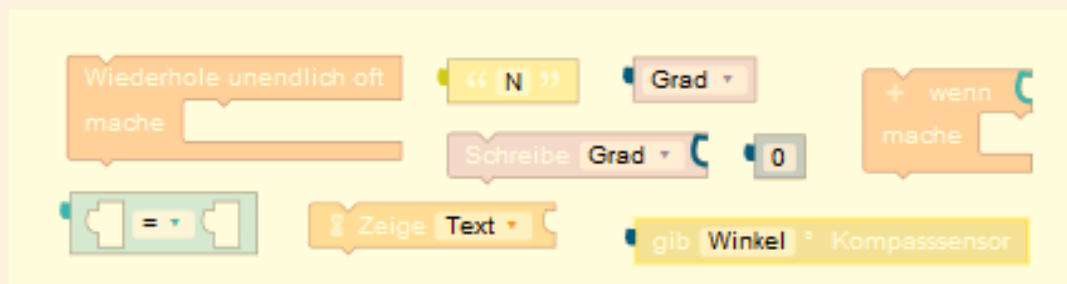 Wiederhole unendlich oft
mache
“ N ”
Grad
+ wenn
mache
Schreibe Grad
0
=
Zeige Text
gib Winkel ° Kompasssensor